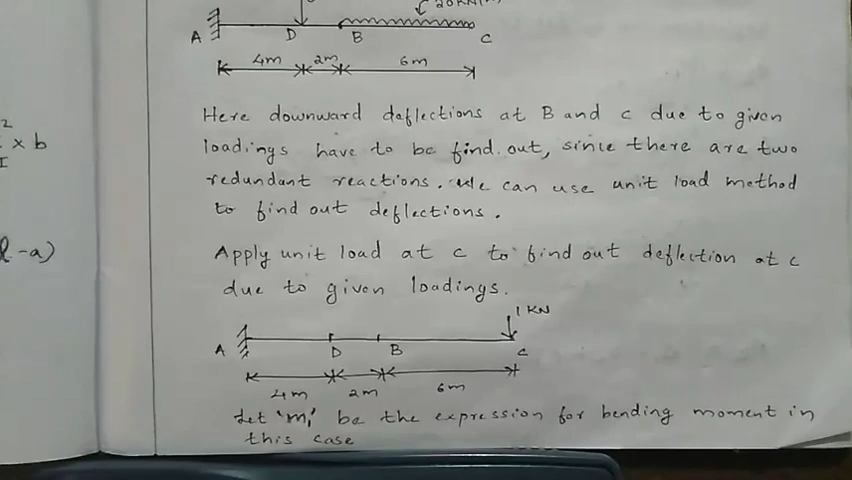 20 KN/
A D B C
4m 2m 6m
Here downward deflections at B and c due to given
loadings have to be find out, since there are two
redundant reactions. We can use unit load method
to find out deflections.
Apply unit load at c to find out deflection at c
due to given loadings.
1 KN
A D B C
4m 2m 6m
Let 'm₁' be the expression for bending moment in
this case
2
x b
I
l - a)